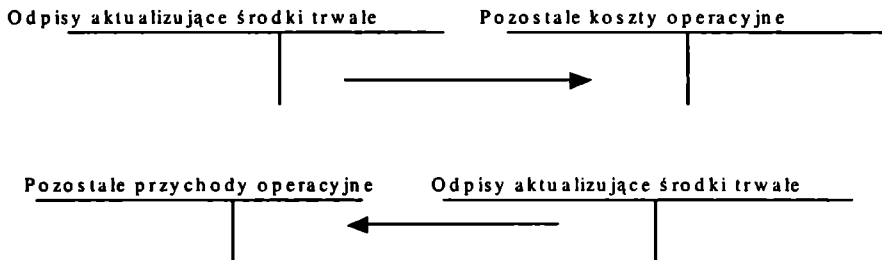 Odpisy aktualizujące środki trwałe Pozostałe koszty operacyjne
Pozostałe przychody operacyjne Odpisy aktualizujące środki trwałe